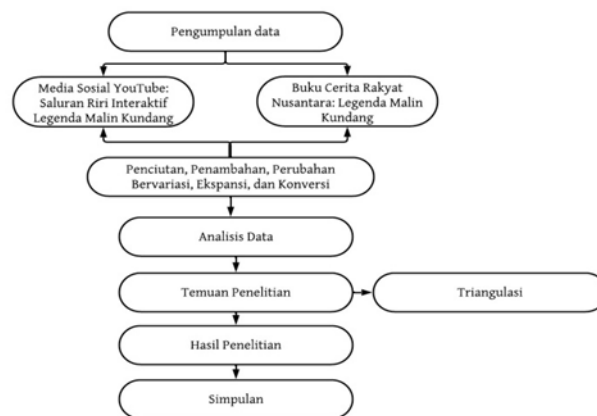 Pengumpulan data
Media Sosial YouTube:
Saluran Riri Interaktif
Legenda Malin Kundang
Buku Cerita Rakyat
Nusantara: Legenda Malin
Kundang
Penciutan, Penambahan, Perubahan
Bervariasi, Ekspansi, dan Konversi
Analisis Data
Temuan Penelitian
Triangulasi
Hasil Penelitian
Simpulan